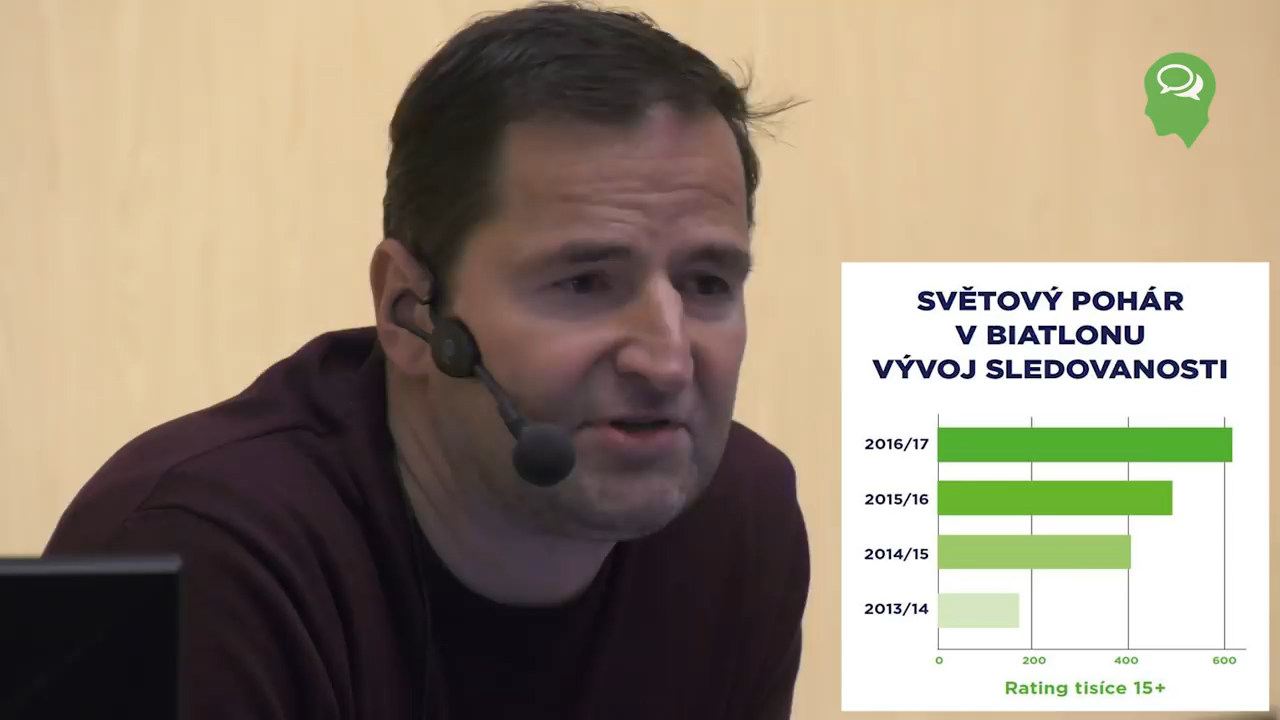 SVĚTOVÝ POHÁR
V BIATLONU
VÝVOJ SLEDOVANOSTI
2016/17
2015/16
2014/15
2013/14
0 200 400 600
Rating tisíce 15+